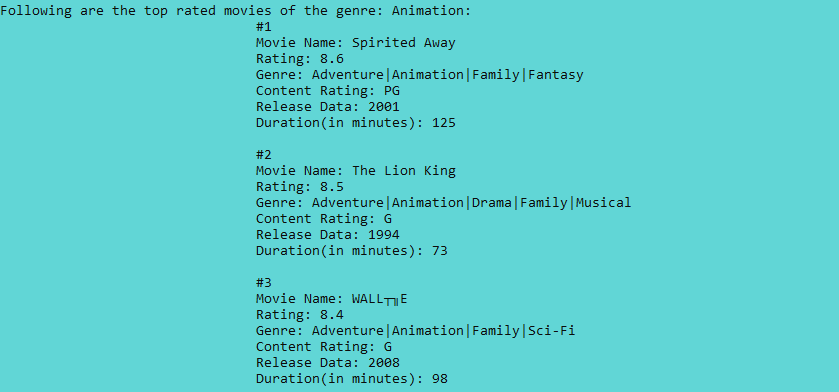 Following are the top rated movies of the genre: Animation:
#1
Movie Name: Spirited Away
Rating: 8.6
Genre: Adventure|Animation|Family|Fantasy
Content Rating: PG
Release Data: 2001
Duration(in minutes): 125
#2
Movie Name: The Lion King
Rating: 8.5
Genre: Adventure|Animation|Drama|Family|Musical
Content Rating: G
Release Data: 1994
Duration(in minutes): 73
#3
Movie Name: WALL┬╖E
Rating: 8.4
Genre: Adventure|Animation|Family|Sci-Fi
Content Rating: G
Release Data: 2008
Duration(in minutes): 98